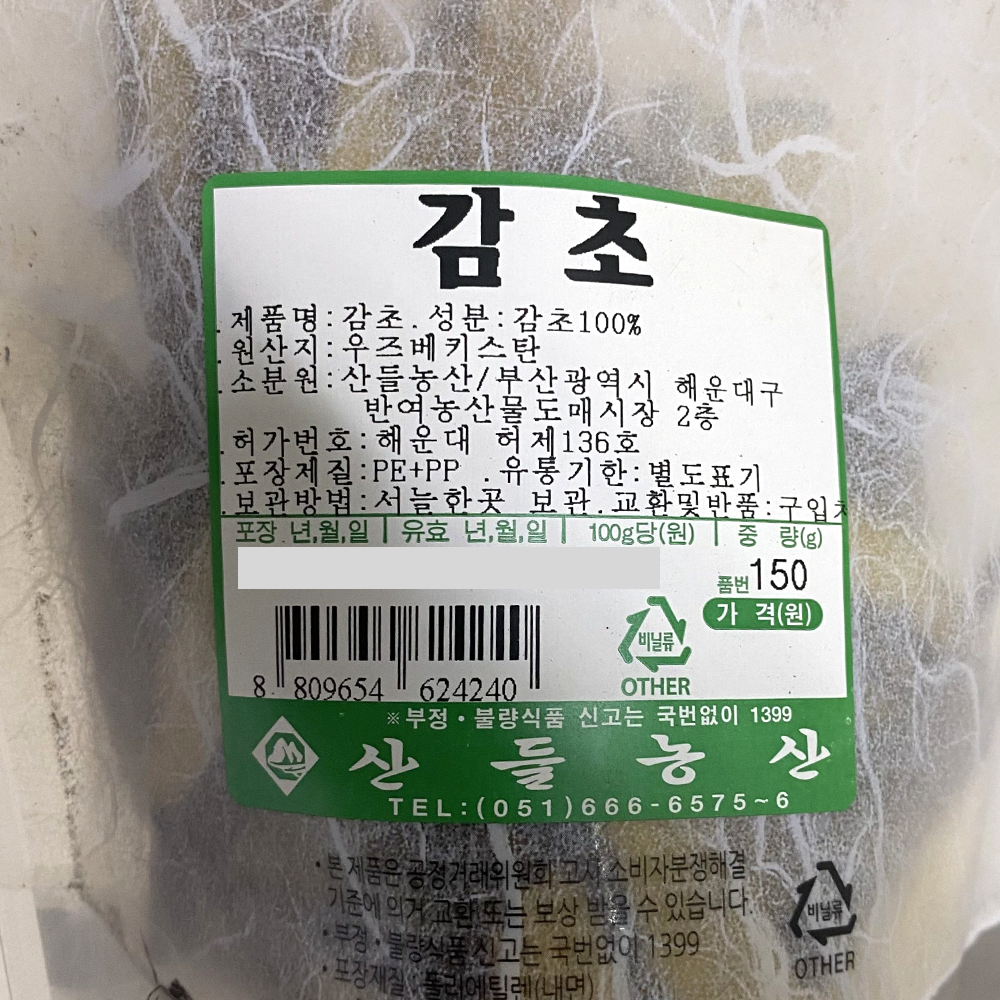 감 초
.제품명:감초.성분:감초100%
.원산지:우즈베키스탄
.소분원:산들농산/부산광역시 해운대구
반여농산물도매시장 2층
.허가번호:해운대 허제136호
.포장제질:PE+PP .유통기한:별도표기
.보관방법:서늘한곳 보관.교환및반품:구입처
포장 년,월,일 | 유효 년,월,일 | 100g당(원) | 중 량(g)
품번150
가 격(원)
비닐류
OTHER
8 809654 624240
※부정·불량식품 신고는 국번없이 1399
산들농산
TEL:(051)666-6575~6
·본제품은 공정거래위원회 고시 소비자분쟁해결
기준에 의거 교환 또는 보상 받을 수 있습니다.
·부정·불량식품 신고는 국번없이 1399
·포장재질:폴리에틸렌(내면)
비닐류
OTHER